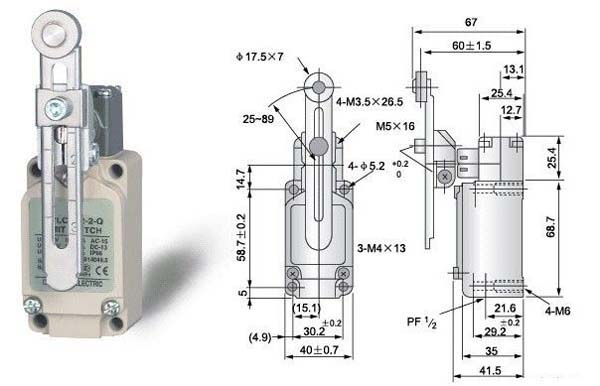 2-Q
TCH
AC-15
DC-13
IP66
ELECTRIC
φ17.5×7
4-M3.5×26.5
25~89
M5×16
4-φ5.2
+0.2
0
14.7
58.7±0.2
5
3-M4×13
(15.1)
±0.2
(4.9)
30.2
40±0.7
67
60±1.5
13.1
25.4
12.7
25.4
68.7
21.6
±0.2
PF 1/2
4-M6
29.2
35
41.5